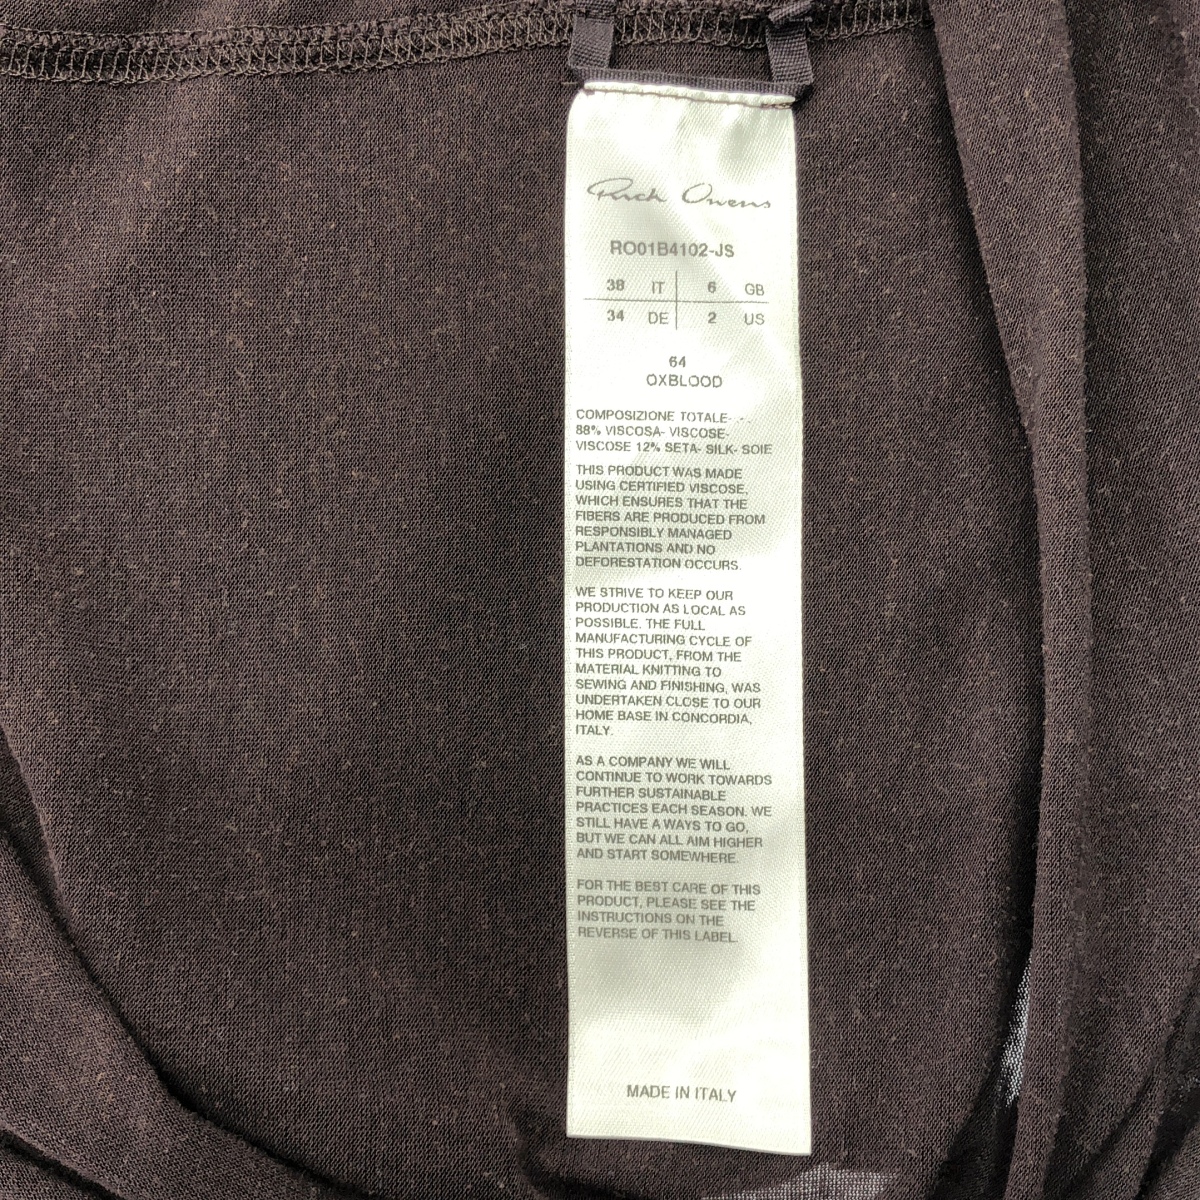 Rick Owens
RO01B4102-JS
38 IT 6 GB
34 DE 2 US
64
OXBLOOD
COMPOSIZIONE TOTALE- -
88% VISCOSA- VISCOSE-
VISCOSE 12% SETA- SILK- SOIE
THIS PRODUCT WAS MADE
USING CERTIFIED VISCOSE,
WHICH ENSURES THAT THE
FIBERS ARE PRODUCED FROM
RESPONSIBLY MANAGED
PLANTATIONS AND NO
DEFORESTATION OCCURS.
WE STRIVE TO KEEP OUR
PRODUCTION AS LOCAL AS
POSSIBLE. THE FULL
MANUFACTURING CYCLE OF
THIS PRODUCT, FROM THE
MATERIAL KNITTING TO
SEWING AND FINISHING, WAS
UNDERTAKEN CLOSE TO OUR
HOME BASE IN CONCORDIA,
ITALY.
AS A COMPANY WE WILL
CONTINUE TO WORK TOWARDS
FURTHER SUSTAINABLE
PRACTICES EACH SEASON. WE
STILL HAVE A WAYS TO GO,
BUT WE CAN ALL AIM HIGHER
AND START SOMEWHERE.
FOR THE BEST CARE OF THIS
PRODUCT, PLEASE SEE THE
INSTRUCTIONS ON THE
REVERSE OF THIS LABEL.
MADE IN ITALY